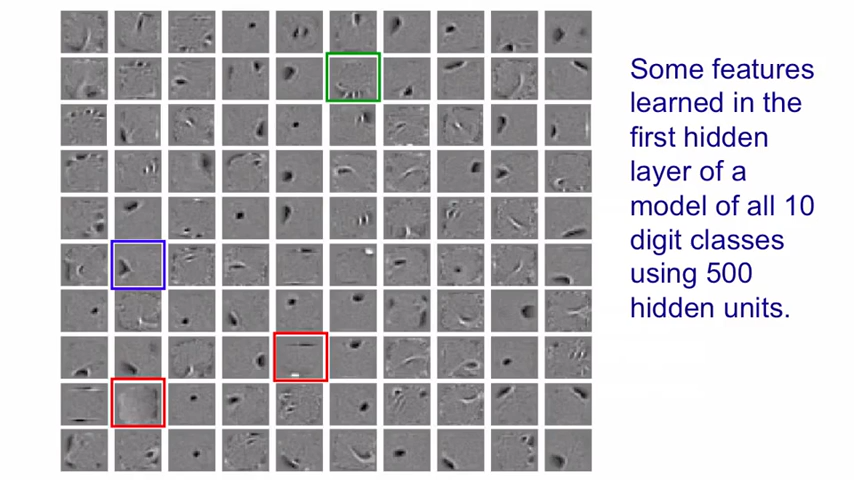 Some features
learned in the
first hidden
layer of a
model of all 10
digit classes
using 500
hidden units.